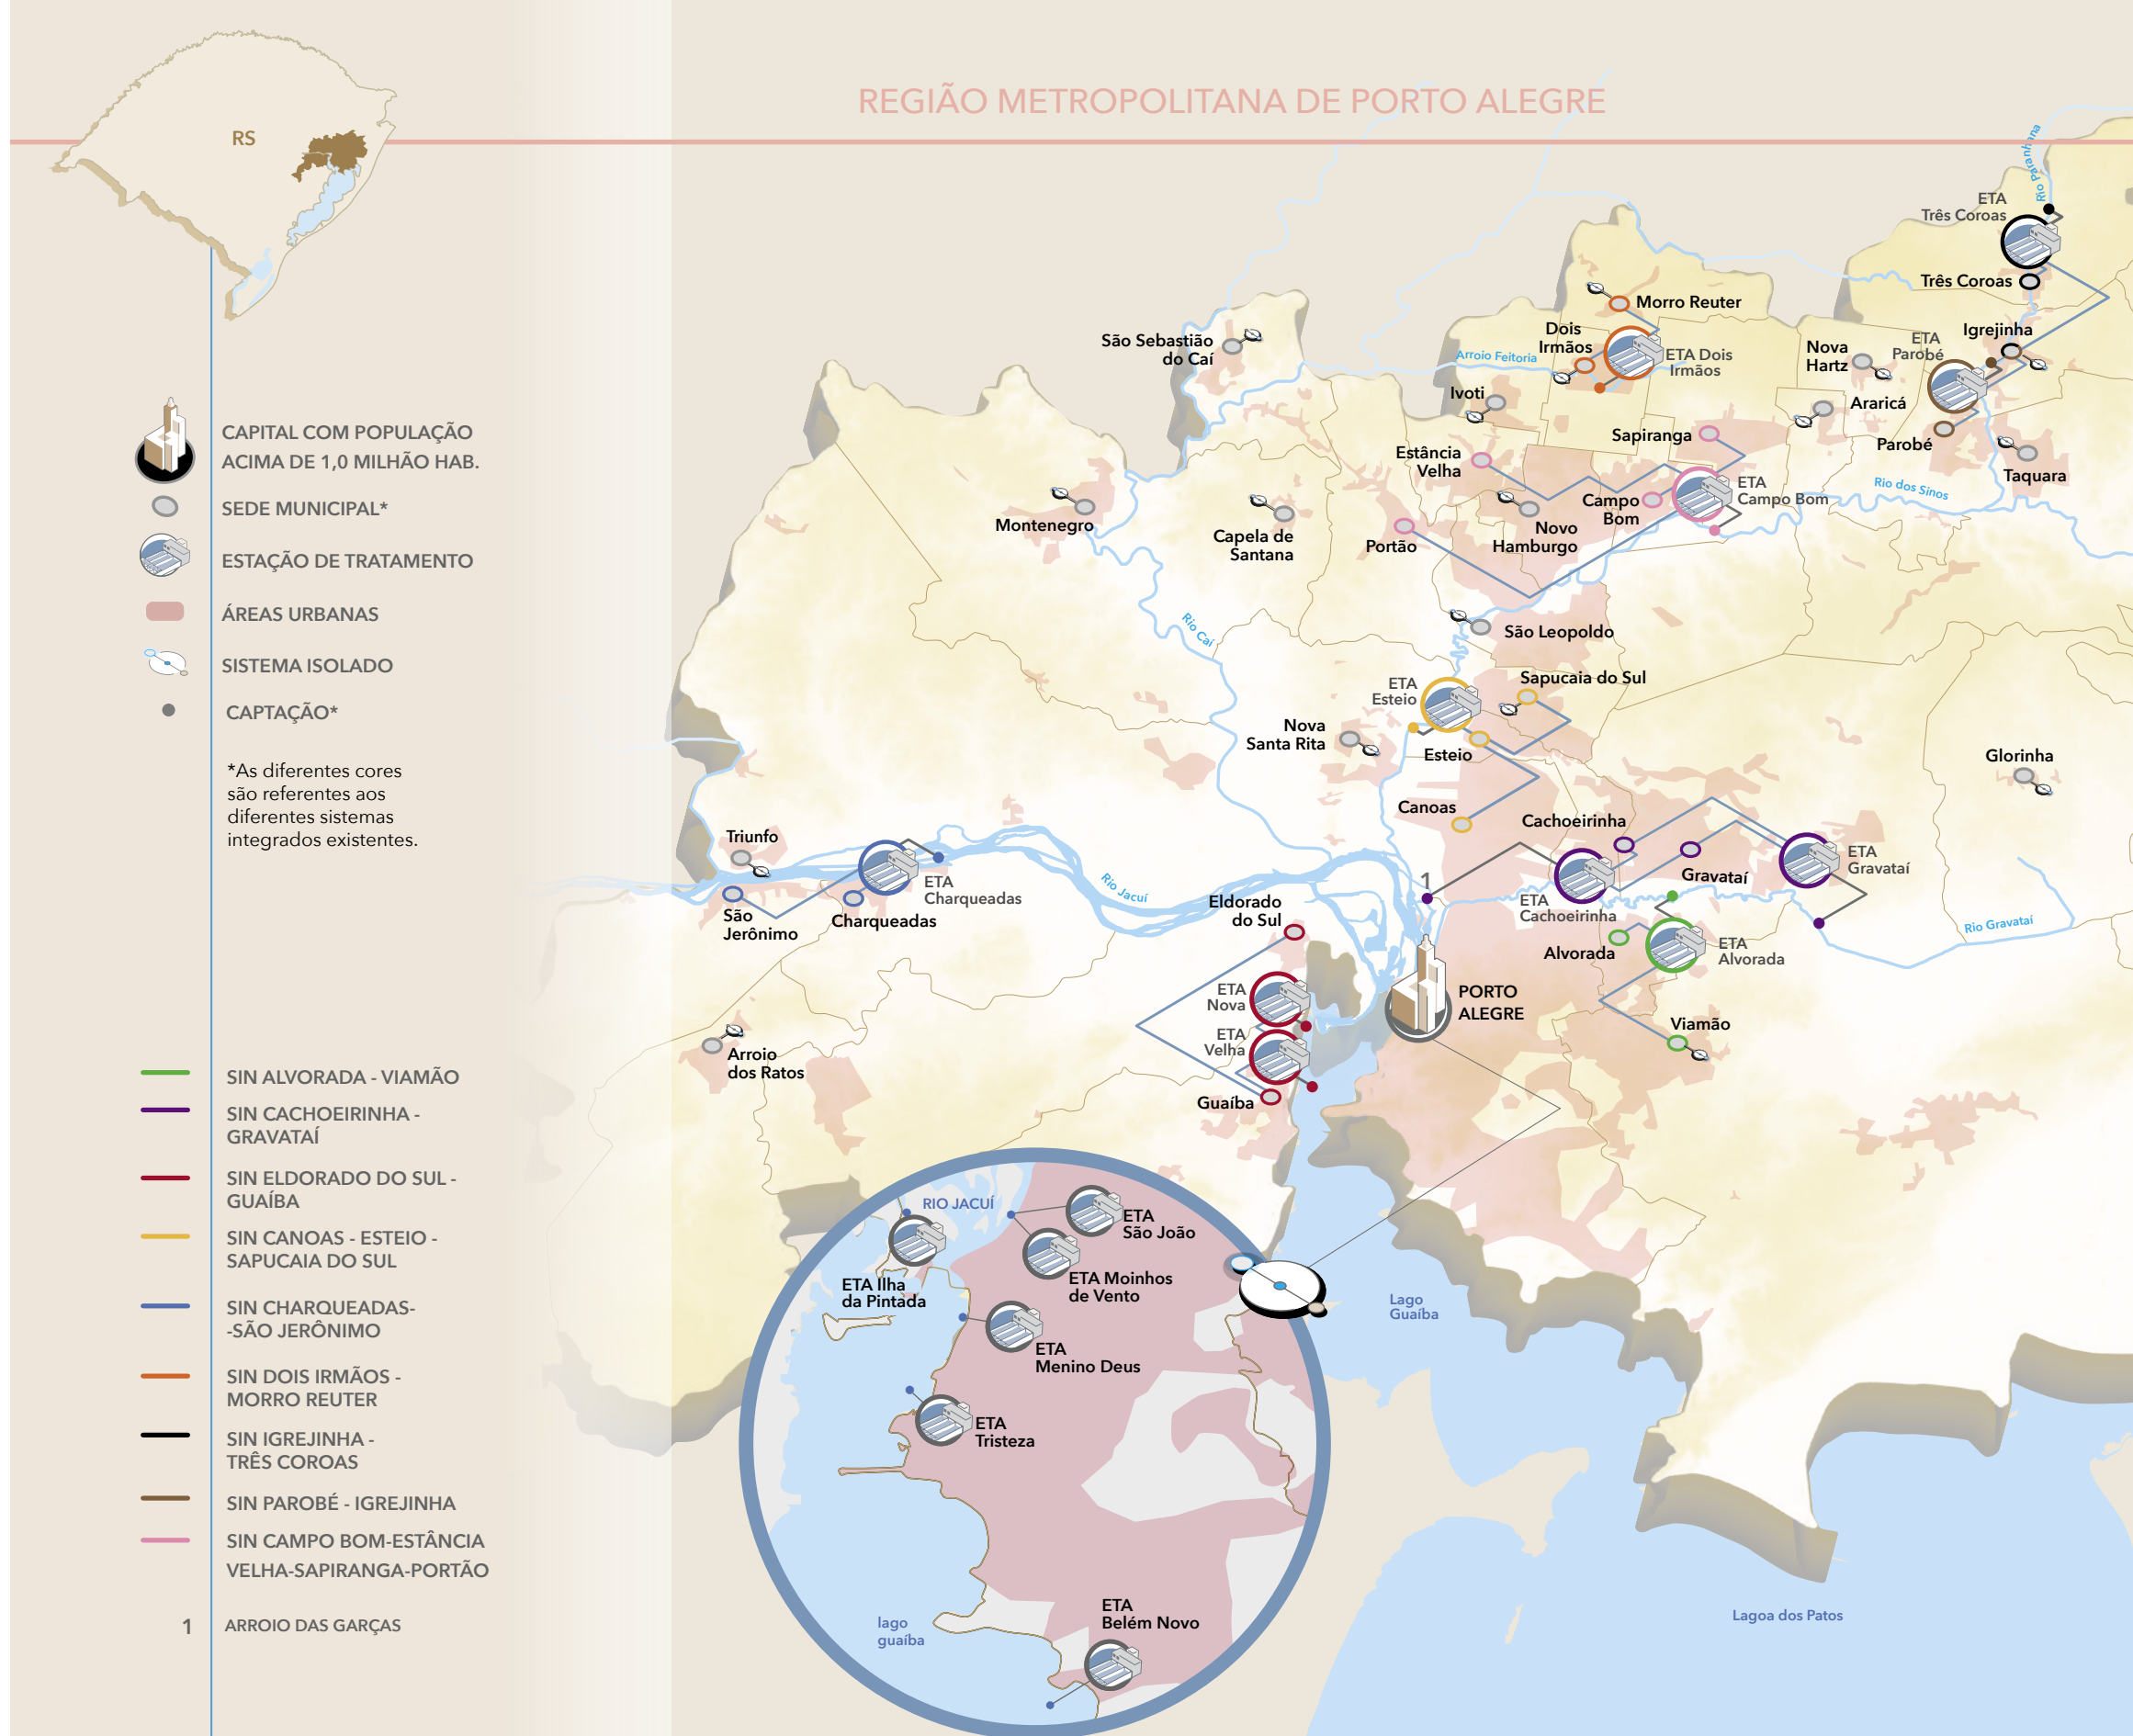 REGIÃO METROPOLITANA DE PORTO ALEGRE
RS
CAPITAL COM POPULAÇÃO
ACIMA DE 1,0 MILHÃO HAB.
SEDE MUNICIPAL*
ESTAÇÃO DE TRATAMENTO
ÁREAS URBANAS
SISTEMA ISOLADO
CAPTAÇÃO*
*As diferentes cores
são referentes aos
diferentes sistemas
integrados existentes.
SIN ALVORADA - VIAMÃO
SIN CACHOEIRINHA -
GRAVATAÍ
SIN ELDORADO DO SUL -
GUAÍBA
SIN CANOAS - ESTEIO -
SAPUCAIA DO SUL
SIN CHARQUEADAS-
-SÃO JERÔNIMO
SIN DOIS IRMÃOS -
MORRO REUTER
SIN IGREJINHA -
TRÊS COROAS
SIN PAROBÉ - IGREJINHA
SIN CAMPO BOM-ESTÂNCIA
VELHA-SAPIRANGA-PORTÃO
1 ARROIO DAS GARÇAS
Rio Paranhana
ETA
Três Coroas
Três Coroas
Morro Reuter
Dois
Irmãos
ETA Dois
Irmãos
Arroio Feitoria
São Sebastião
do Caí
Igrejinha
ETA
Parobé
Nova
Hartz
Ivoti
Araricá
Parobé
Sapiranga
Estância
Velha
Taquara
ETA
Campo Bom
Rio dos Sinos
Campo
Bom
Novo
Hamburgo
Portão
Capela de
Santana
Montenegro
Rio Caí
São Leopoldo
Sapucaia do Sul
ETA
Esteio
Nova
Santa Rita
Esteio
Glorinha
Canoas
Cachoeirinha
Triunfo
ETA
Gravataí
Gravataí
1
ETA
Charqueadas
Rio Jacuí
Eldorado
do Sul
ETA
Cachoeirinha
São
Jerônimo
Charqueadas
Rio Gravataí
Alvorada
ETA
Alvorada
ETA
Nova
PORTO
ALEGRE
Viamão
ETA
Velha
Arroio
dos Ratos
Guaíba
RIO JACUÍ
ETA
São João
ETA Ilha
da Pintada
ETA Moinhos
de Vento
Lago
Guaíba
ETA
Menino Deus
ETA
Tristeza
ETA
Belém Novo
lago
guaíba
Lagoa dos Patos